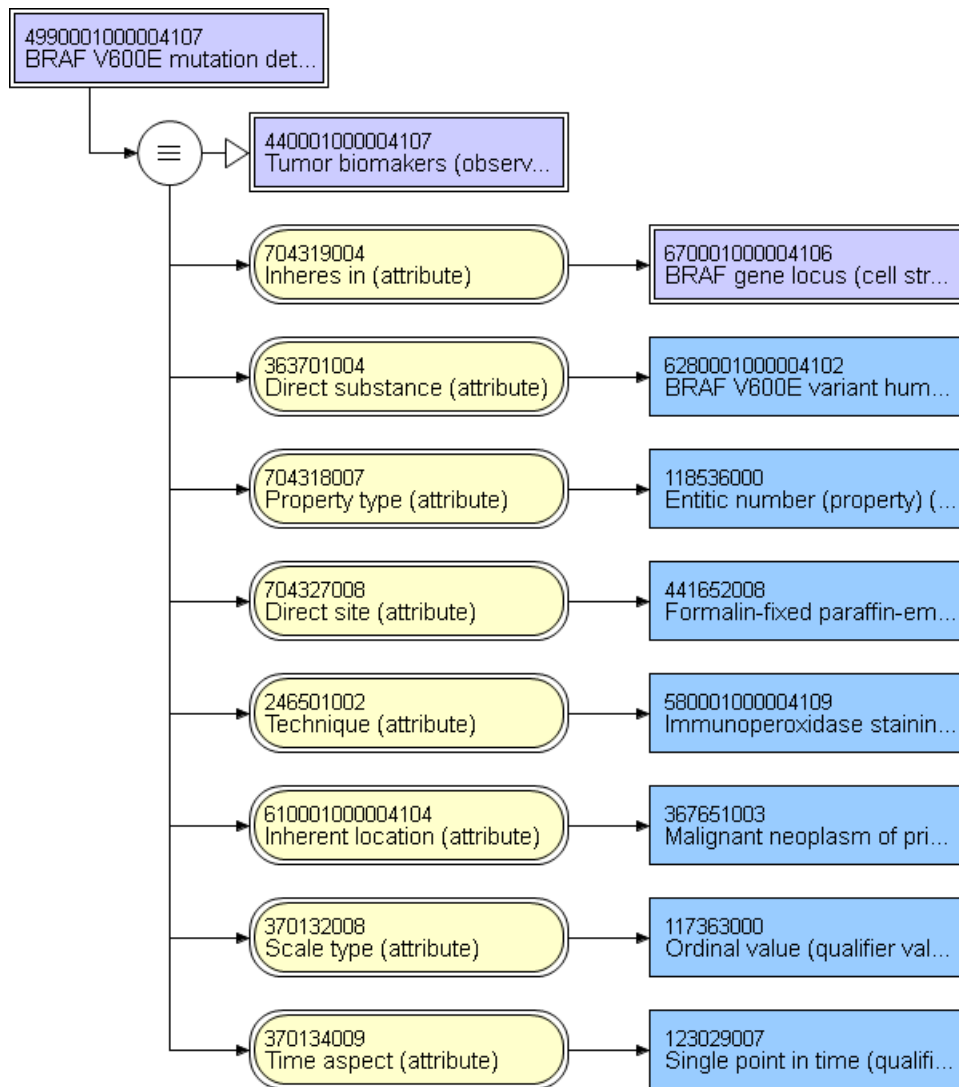 4990001000004107
BRAF V600E mutation det...
440001000004107
Tumor biomakers (observ...
704319004
Inheres in (attribute)
670001000004106
BRAF gene locus (cell str...
363701004
Direct substance (attribute)
6280001000004102
BRAF V600E variant hum...
704318007
Property type (attribute)
118536000
Entitic number (property) (...
704327008
Direct site (attribute)
441652008
Formalin-fixed paraffin-em...
246501002
Technique (attribute)
580001000004109
Immunoperoxidase stainin...
610001000004104
Inherent location (attribute)
367651003
Malignant neoplasm of pri...
370132008
Scale type (attribute)
117363000
Ordinal value (qualifier val...
370134009
Time aspect (attribute)
123029007
Single point in time (qualifi...